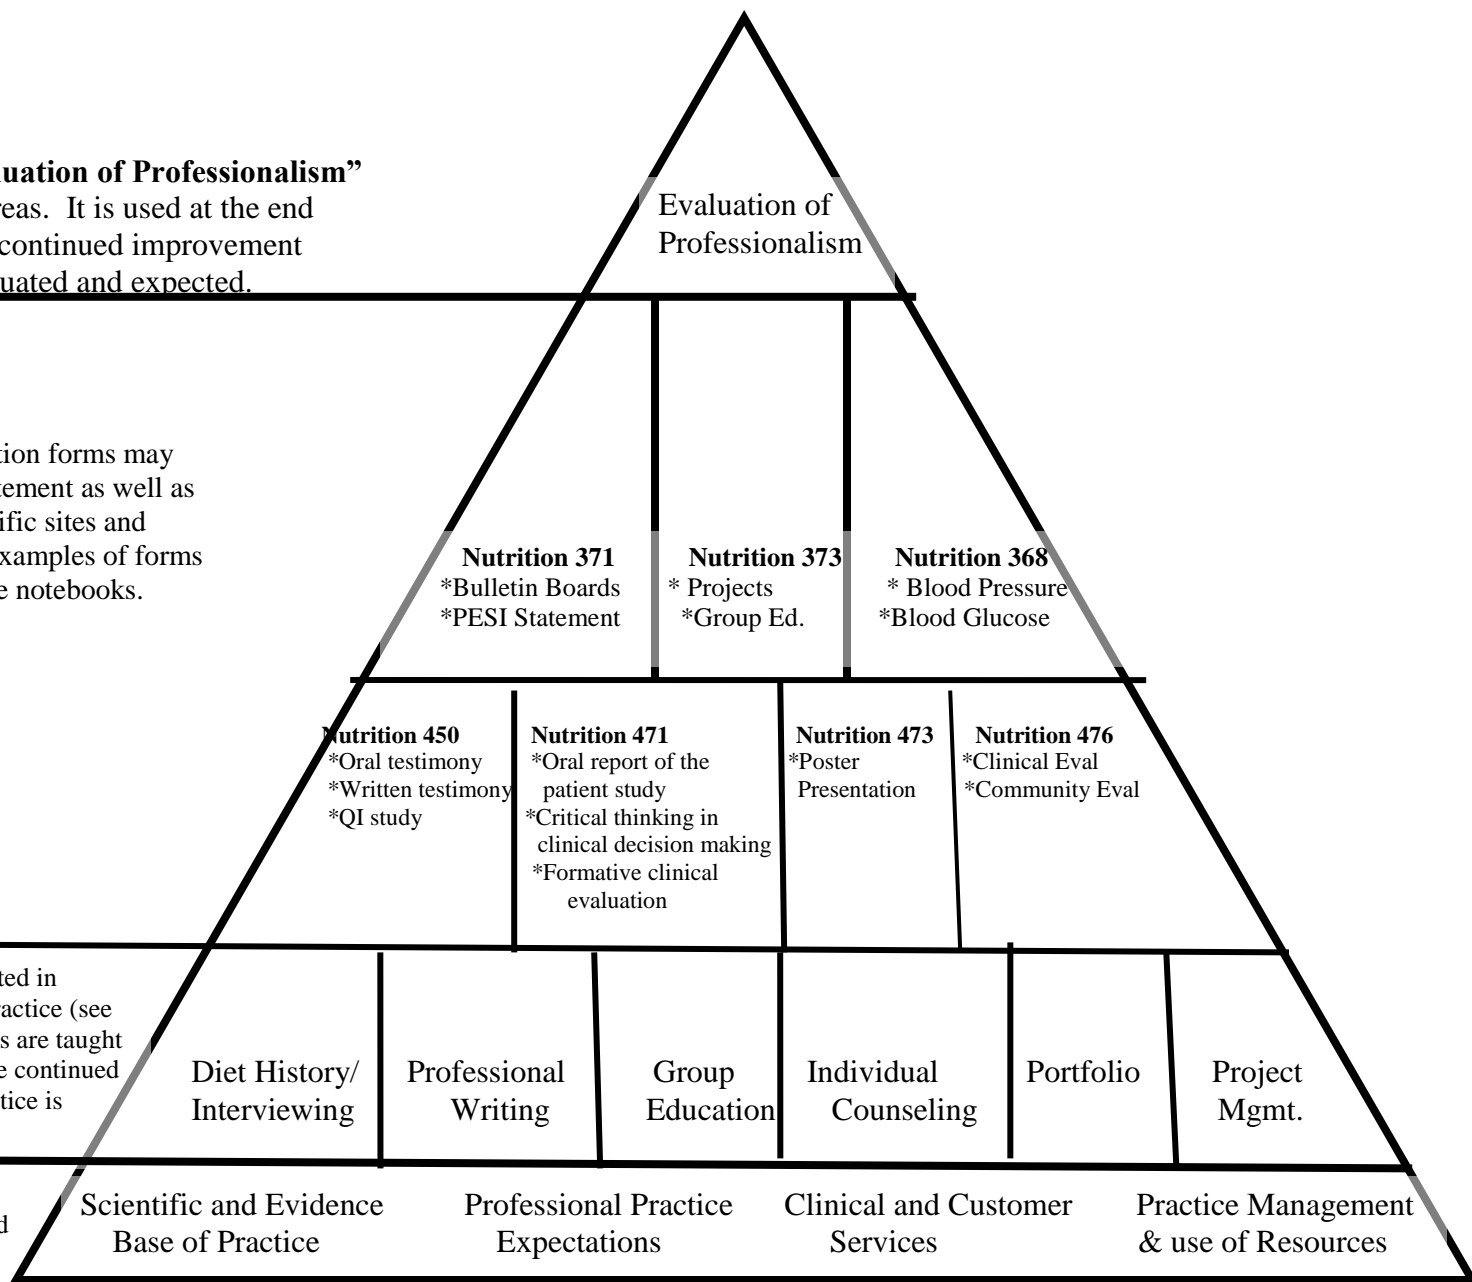 uation of Professionalism”
reas. It is used at the end
continued improvement
uated and expected.
Evaluation of
Professionalism
tion forms may
tement as well as
ific sites and
xamples of forms
e notebooks.
Nutrition 371
*Bulletin Boards
*PESI Statement
Nutrition 373
* Projects
*Group Ed.
Nutrition 368
* Blood Pressure
*Blood Glucose
Nutrition 450
*Oral testimony
*Written testimony
*QI study
Nutrition 471
*Oral report of the
patient study
*Critical thinking in
clinical decision making
*Formative clinical
evaluation
Nutrition 473
*Poster
Presentation
Nutrition 476
*Clinical Eval
*Community Eval
ted in
ractice (see
s are taught
e continued
tice is
Diet History/
Interviewing
Professional
Writing
Group
Education
Individual
Counseling
Portfolio
Project
Mgmt.
d
Scientific and Evidence
Base of Practice
Professional Practice
Expectations
Clinical and Customer
Services
Practice Management
& use of Resources